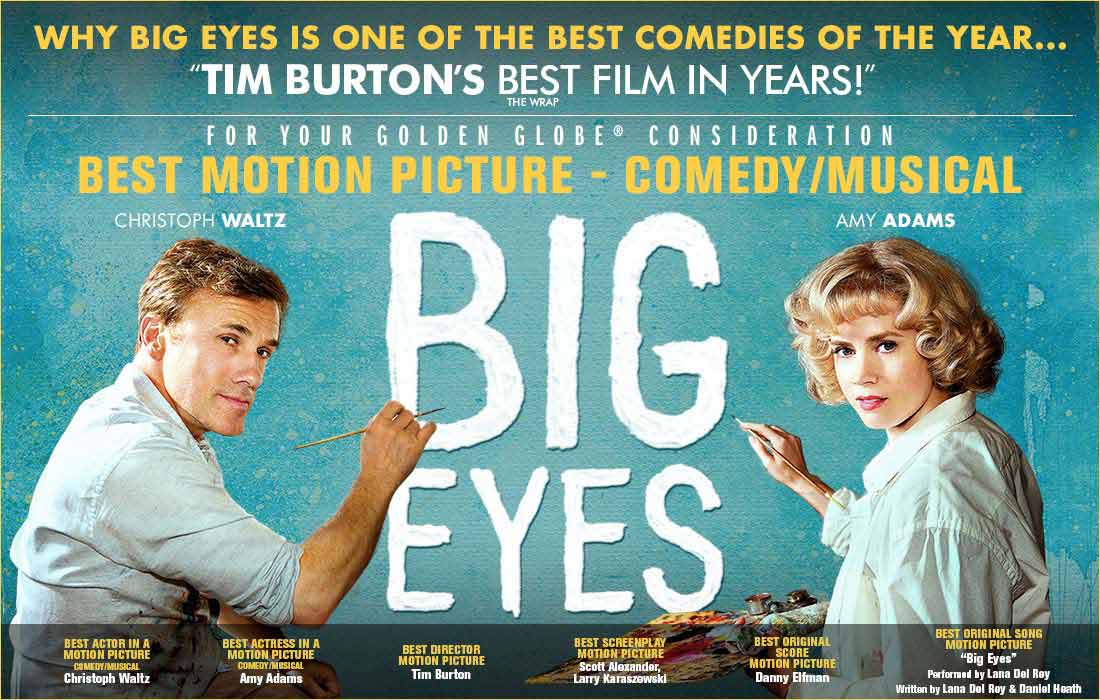 WHY BIG EYES IS ONE OF THE BEST COMEDIES OF THE YEAR...
"TIM BURTON'S BEST FILM IN YEARS!"
THE WRAP
FOR YOUR GOLDEN GLOBE® CONSIDERATION
BEST MOTION PICTURE - COMEDY/MUSICAL
CHRISTOPH WALTZ
AMY ADAMS
BIG
EYES
BEST ACTOR IN A
MOTION PICTURE
COMEDY/MUSICAL
Christoph Waltz
BEST ACTRESS IN A
MOTION PICTURE
COMEDY/MUSICAL
Amy Adams
BEST DIRECTOR
MOTION PICTURE
Tim Burton
BEST SCREENPLAY
MOTION PICTURE
Scott Alexander,
Larry Karaszewski
BEST ORIGINAL
SCORE
MOTION PICTURE
Danny Elfman
BEST ORIGINAL SONG
MOTION PICTURE
"Big Eyes"
Performed by Lana Del Rey
Written by Lana Del Rey & Daniel Heath